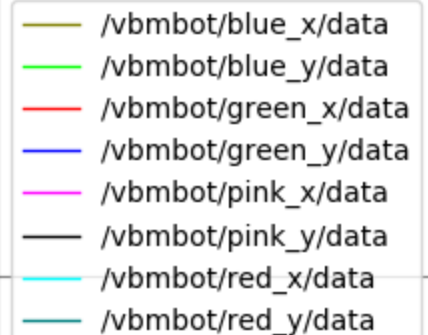 /vbmbot/blue_x/data
/vbmbot/blue_y/data
/vbmbot/green_x/data
/vbmbot/green_y/data
/vbmbot/pink_x/data
/vbmbot/pink_y/data
/vbmbot/red_x/data
/vbmbot/red_y/data